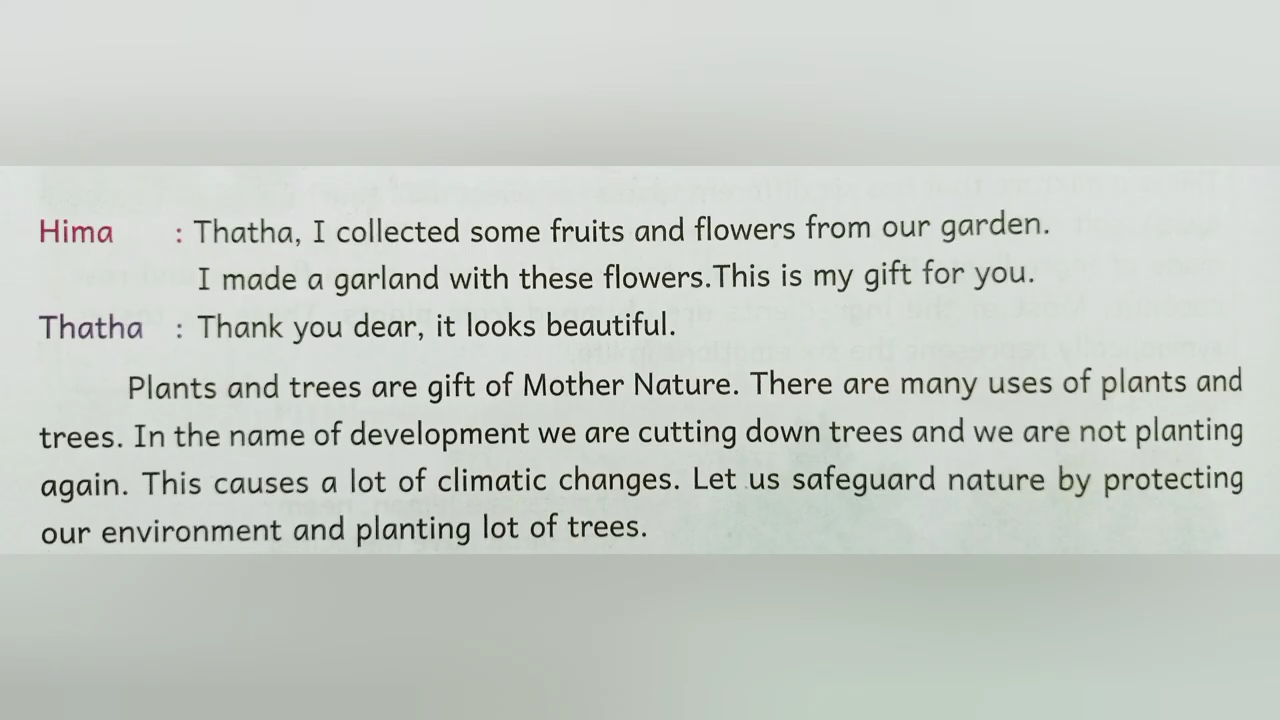 Hima : Thatha, I collected some fruits and flowers from our garden.
I made a garland with these flowers.This is my gift for you.
Thatha : Thank you dear, it looks beautiful.
Plants and trees are gift of Mother Nature. There are many uses of plants and
trees. In the name of development we are cutting down trees and we are not planting
again. This causes a lot of climatic changes. Let us safeguard nature by protecting
our environment and planting lot of trees.